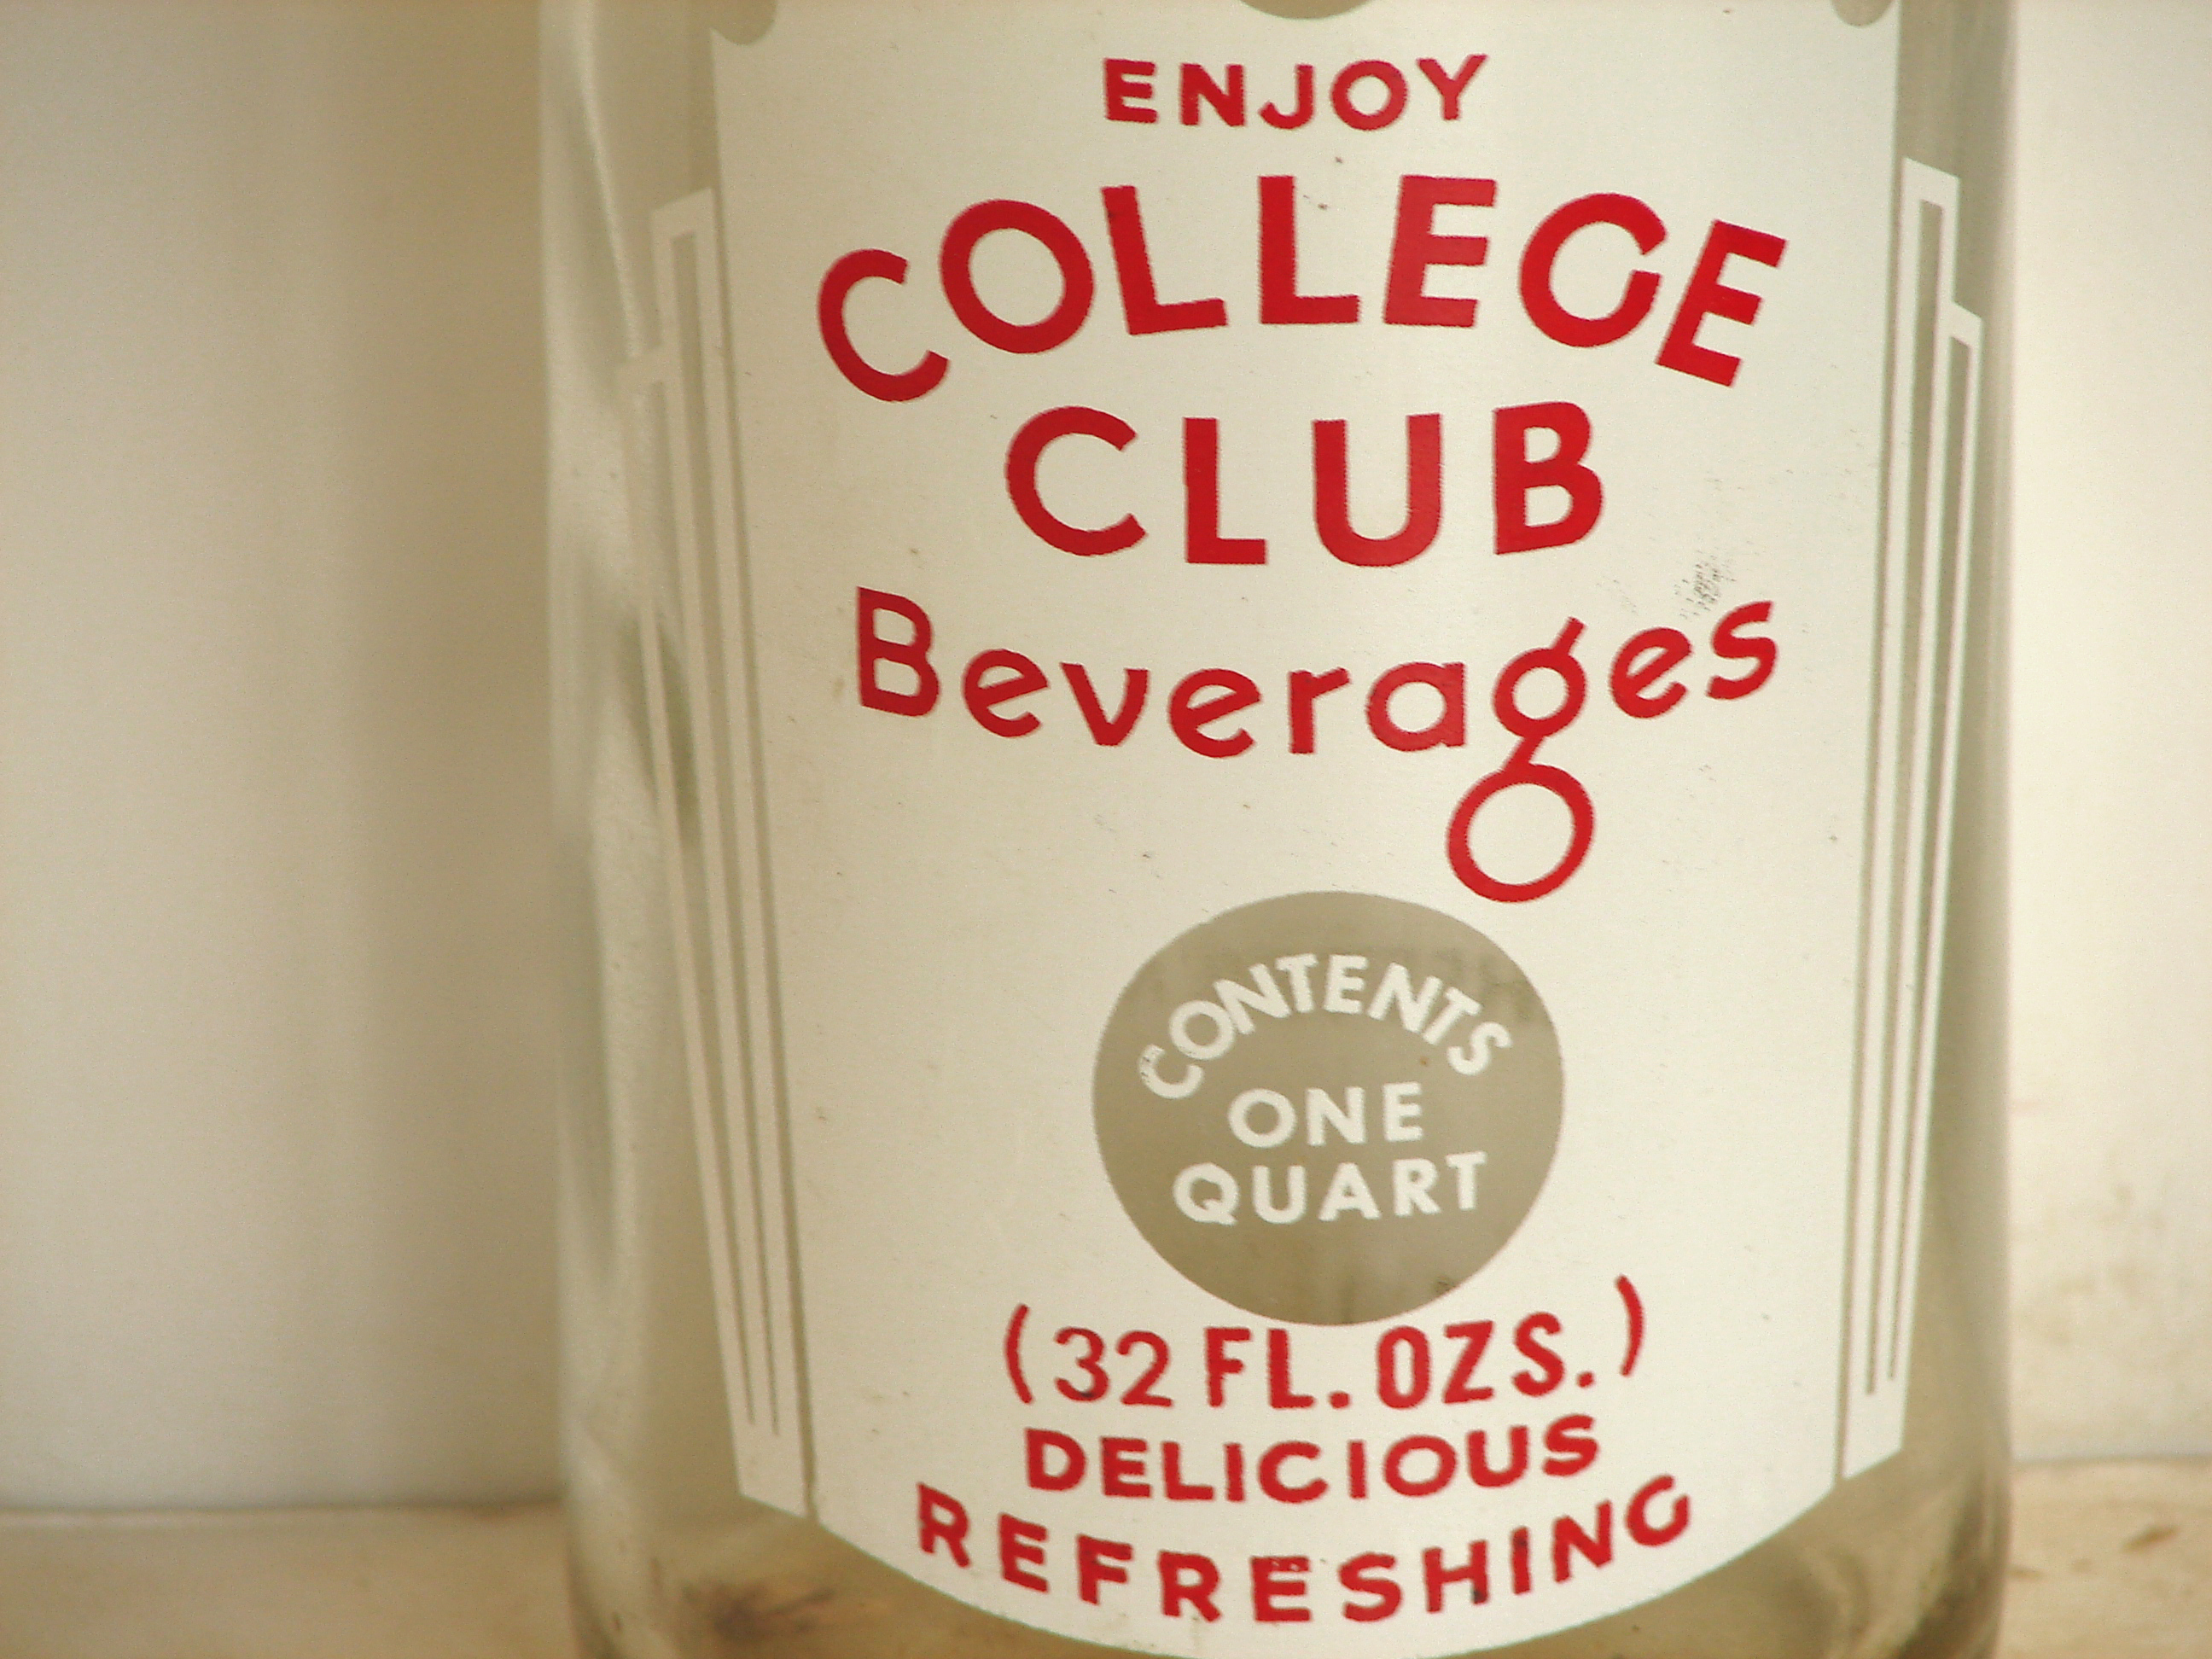 ENJOY
COLLEGE
CLUB
Beverages
CONTENTS
ONE
QUART
(32 FL. OZS.)
DELICIOUS
REFRESHING